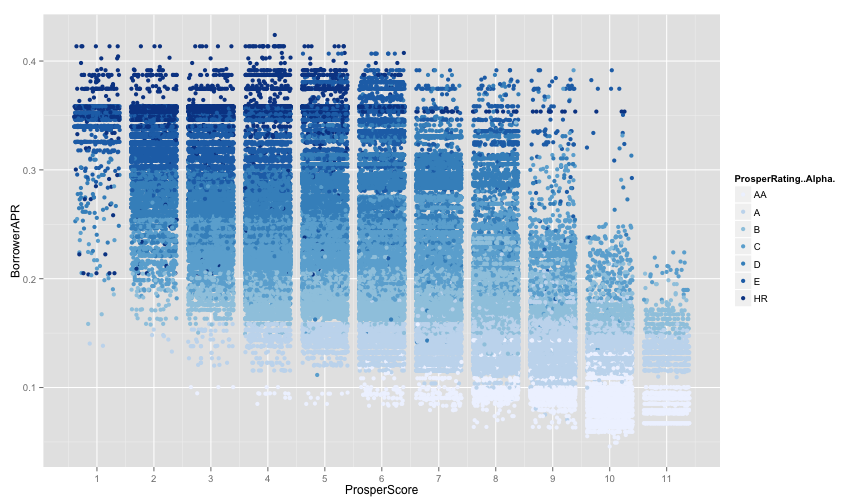 0.4
0.3
0.2
0.1
BorrowerAPR
1 2 3 4 5 6 7 8 9 10 11
ProsperScore
ProsperRating..Alpha.
AA
A
B
C
D
E
HR